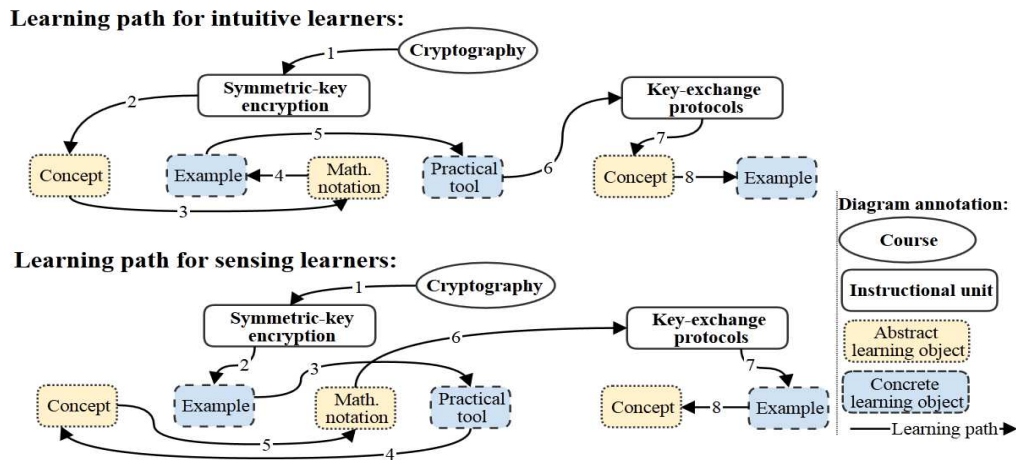 Learning path for intuitive learners:
Cryptography
1
Symmetric-key
encryption
2
Key-exchange
protocols
5
6
7
Concept
Example
4
Math.
notation
Practical
tool
Concept
8
Example
3
Learning path for sensing learners:
Cryptography
1
Symmetric-key
encryption
2
3
6
Key-exchange
protocols
7
Concept
Example
Math.
notation
Practical
tool
Concept
8
Example
5
4
Diagram annotation:
Course
Instructional unit
Abstract
learning object
Concrete
learning object
Learning path